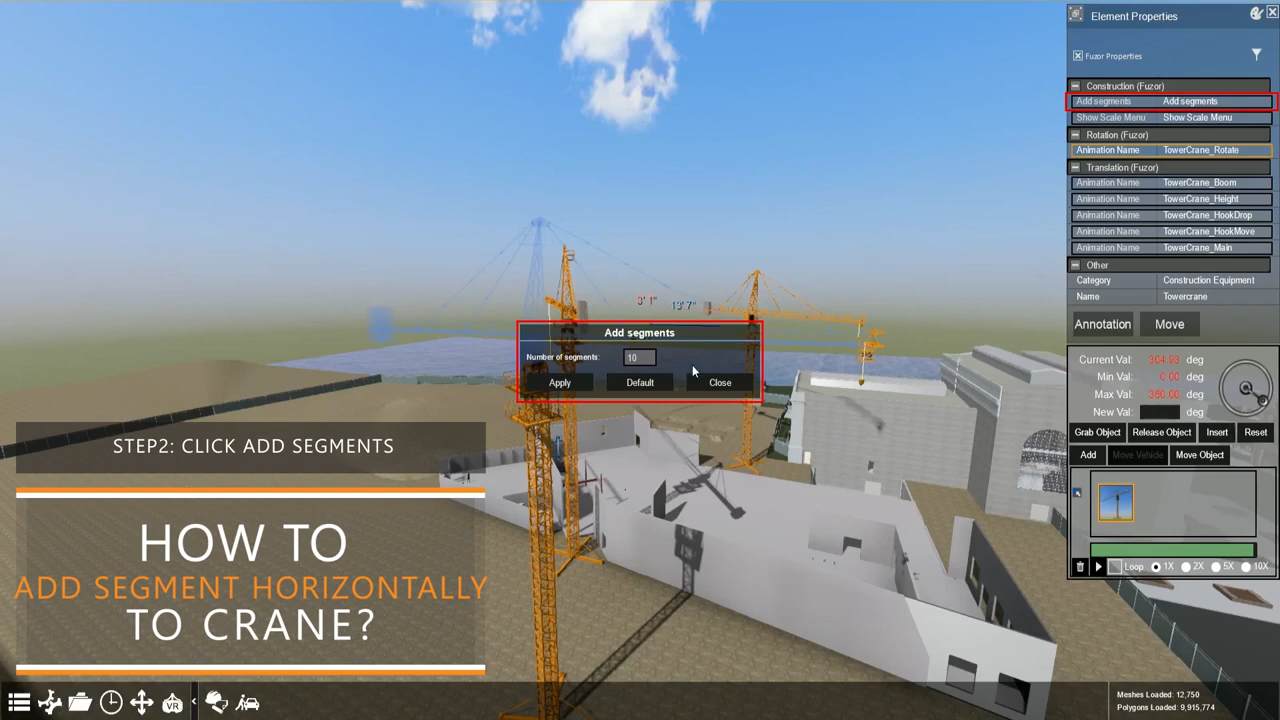 Element Properties
Fuzor Properties
Construction (Fuzor)
Add segments Add segments
Show Scale Menu Show Scale Menu
Rotation (Fuzor)
Animation Name TowerCrane_Rotate
Translation (Fuzor)
Animation Name TowerCrane_Boom
Animation Name TowerCrane_Height
Animation Name TowerCrane_HookDrop
Animation Name TowerCrane_HookMove
Animation Name TowerCrane_Main
Other
Category Construction Equipment
Name Towercrane
Annotation Move
Current Val: 304.93 deg
Min Val: 0.00 deg
Max Val: 360.00 deg
New Val: deg
Grab Object Release Object Insert Reset
Add Move Vehicle Move Object
Loop 1X 2X 5X 10X
3' 1" 13' 7"
Add segments
Number of segments: 10
Apply Default Close
STEP2: CLICK ADD SEGMENTS
HOW TO
ADD SEGMENT HORIZONTALLY
TO CRANE?
VR
Meshes Loaded: 12,750
Polygons Loaded: 9,915,774